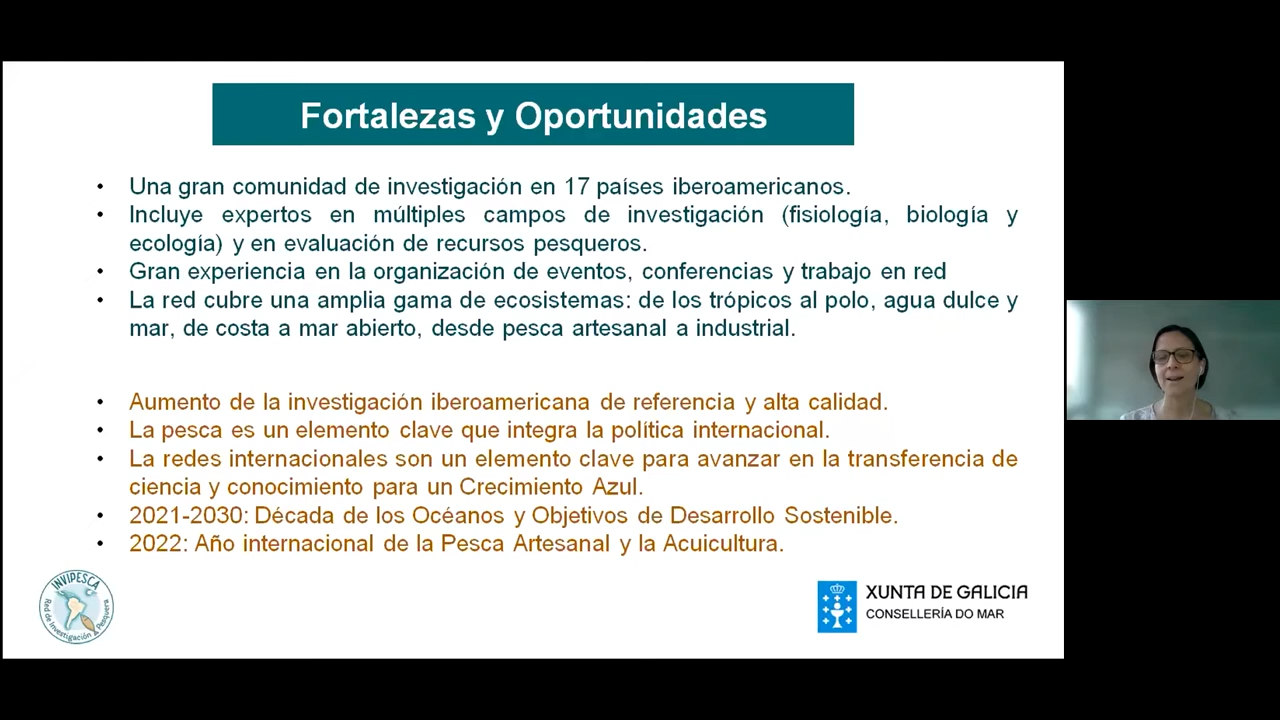 Fortalezas y Oportunidades
• Una gran comunidad de investigación en 17 países iberoamericanos.
• Incluye expertos en múltiples campos de investigación (fisiología, biología y
ecología) y en evaluación de recursos pesqueros.
• Gran experiencia en la organización de eventos, conferencias y trabajo en red
• La red cubre una amplia gama de ecosistemas: de los trópicos al polo, agua dulce y
mar, de costa a mar abierto, desde pesca artesanal a industrial.
• Aumento de la investigación iberoamericana de referencia y alta calidad.
• La pesca es un elemento clave que integra la política internacional.
• La redes internacionales son un elemento clave para avanzar en la transferencia de
ciencia y conocimiento para un Crecimiento Azul.
• 2021-2030: Década de los Océanos y Objetivos de Desarrollo Sostenible.
• 2022: Año internacional de la Pesca Artesanal y la Acuicultura.
INVIPESCA
Red de Investigación Pesquera
XUNTA DE GALICIA
CONSELLERÍA DO MAR